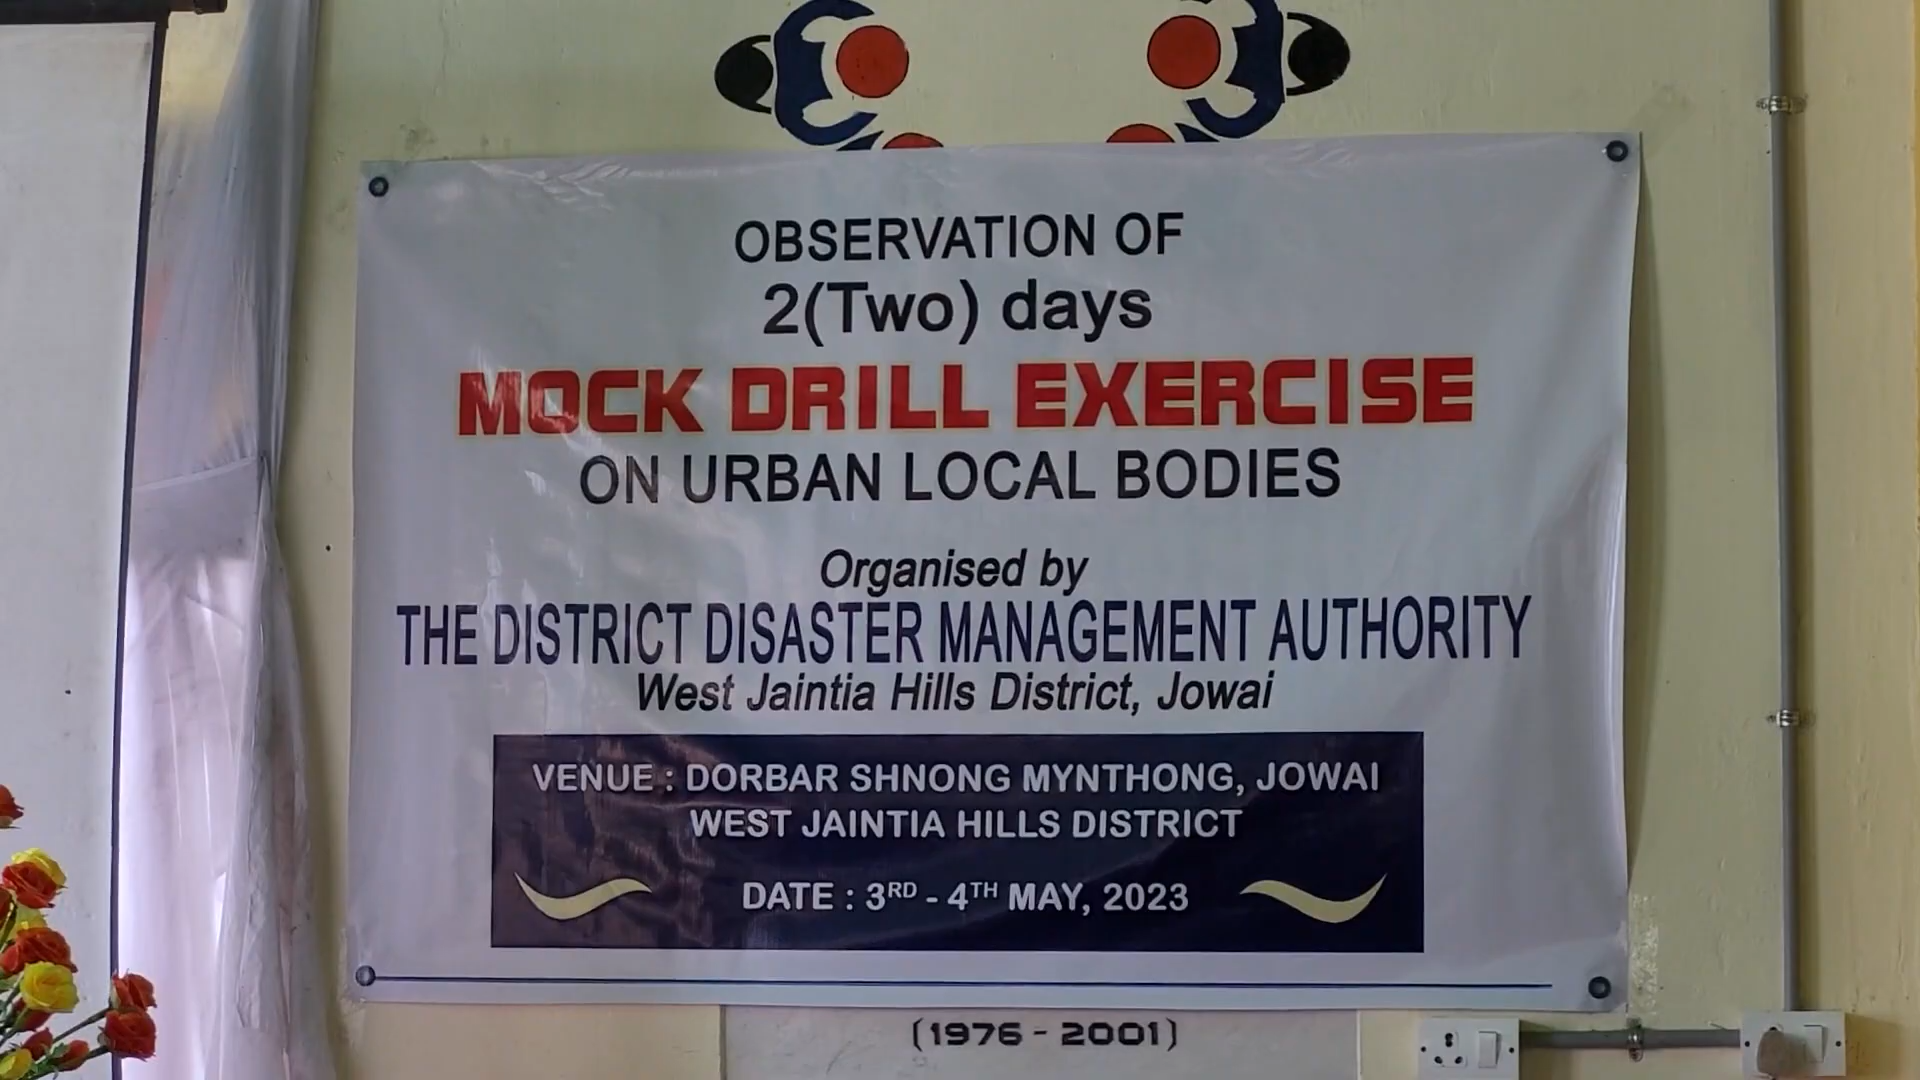 OBSERVATION OF
2(Two) days
MOCK DRILL EXERCISE
ON URBAN LOCAL BODIES
Organised by
THE DISTRICT DISASTER MANAGEMENT AUTHORITY
West Jaintia Hills District, Jowai
VENUE : DORBAR SHNONG MYNTHONG, JOWAI
WEST JAINTIA HILLS DISTRICT
DATE : 3RD - 4TH MAY, 2023
(1976 - 2001)